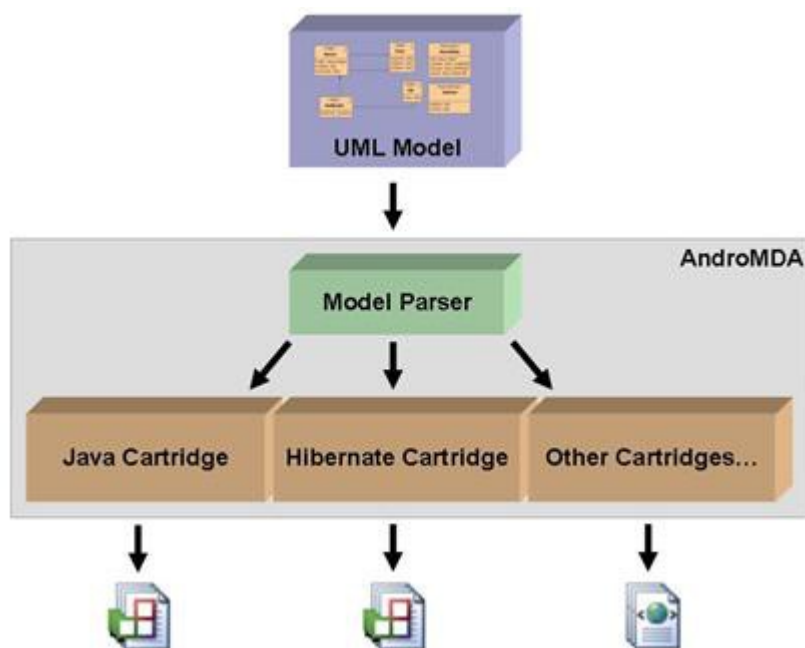 UML Model
AndroMDA
Model Parser
Java Cartridge
Hibernate Cartridge
Other Cartridges…